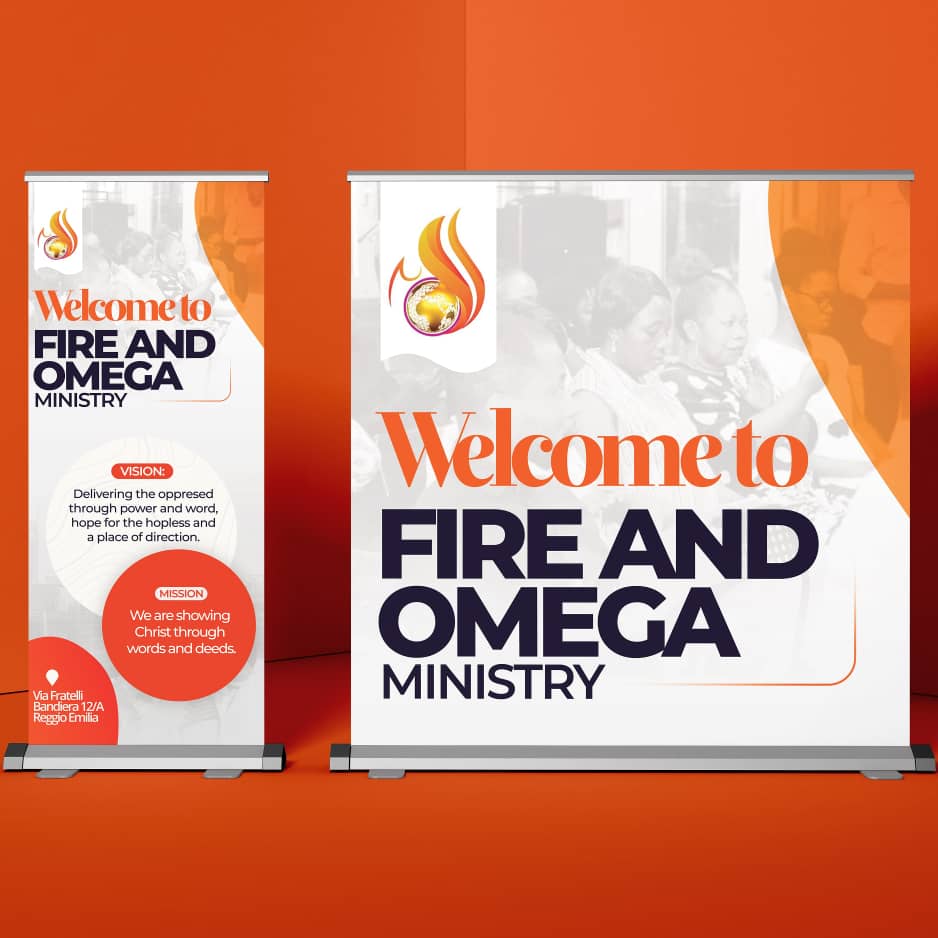 Welcome to
FIRE AND
OMEGA
MINISTRY
VISION:
Delivering the oppresed
through power and word,
hope for the hopless and
a place of direction.
MISSION
We are showing
Christ through
words and deeds.
Via Fratelli
Bandiera 12/A
Reggio Emilia
Welcome to
FIRE AND
OMEGA
MINISTRY